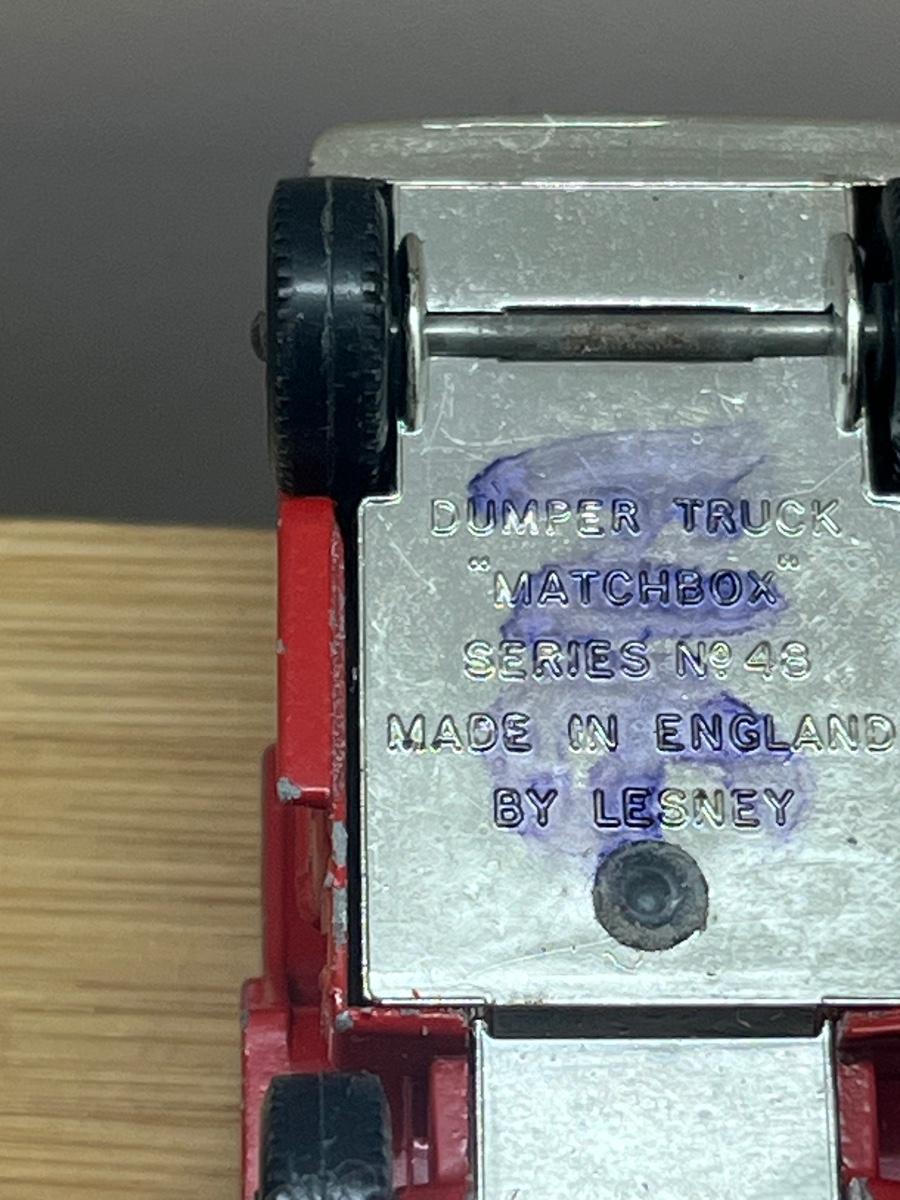 DUMPER TRUCK
"MATCHBOX"
SERIES Nº 48
MADE IN ENGLAND
BY LESNEY